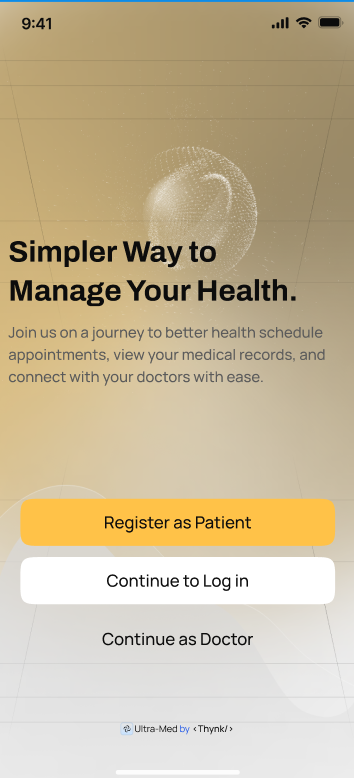 9:41
Simpler Way to
Manage Your Health.
Join us on a journey to better health schedule
appointments, view your medical records, and
connect with your doctors with ease.
Register as Patient
Continue to Log in
Continue as Doctor
Ultra-Med by <Thynk/>